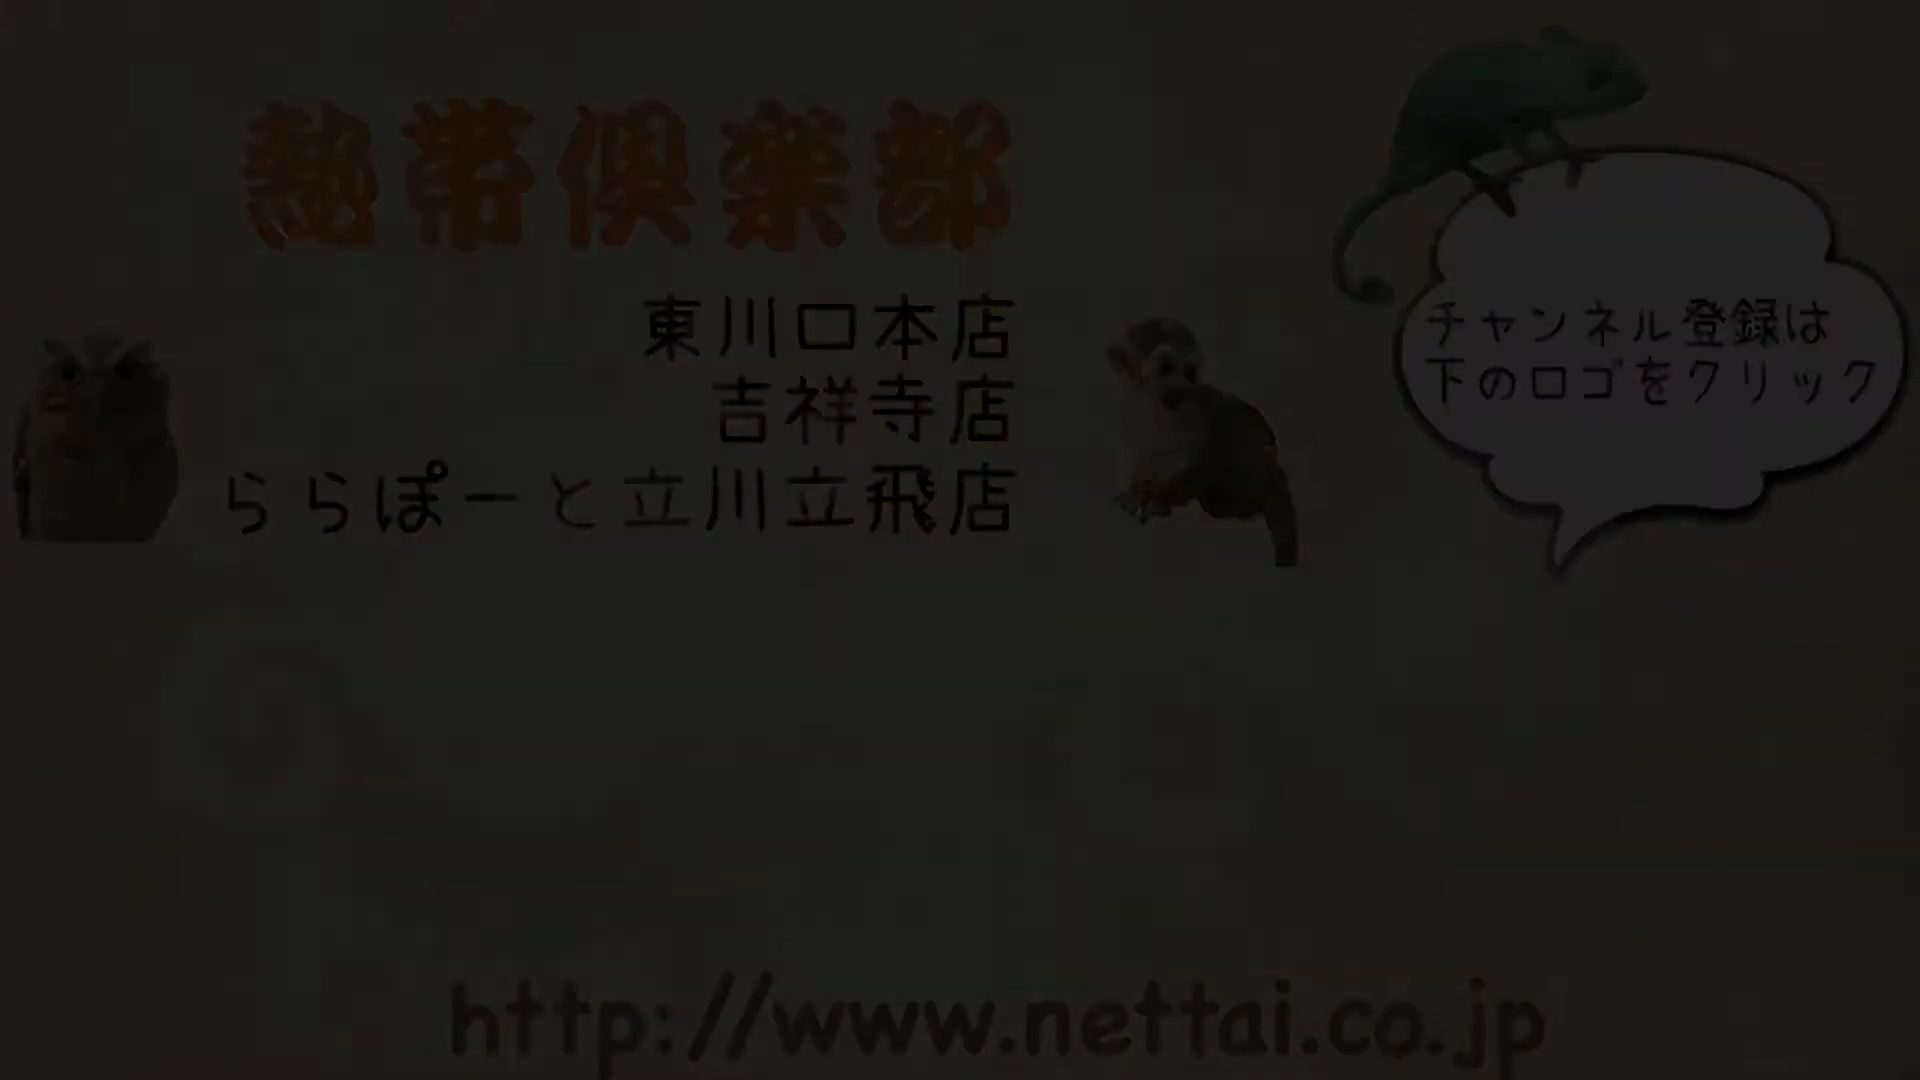 熱帯倶楽部
東川口本店
吉祥寺店
ららぽーと立川立飛店
チャンネル登録は
下のロゴをクリック
http://www.nettai.co.jp